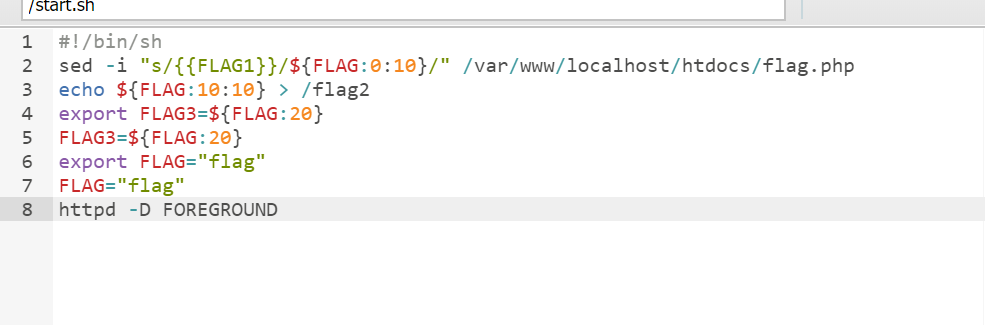 /start.sh
1 #!/bin/sh
2 sed -i "s/{{FLAG1}}/${FLAG:0:10}/" /var/www/localhost/htdocs/flag.php
3 echo ${FLAG:10:10} > /flag2
4 export FLAG3=${FLAG:20}
5 FLAG3=${FLAG:20}
6 export FLAG="flag"
7 FLAG="flag"
8 httpd -D FOREGROUND